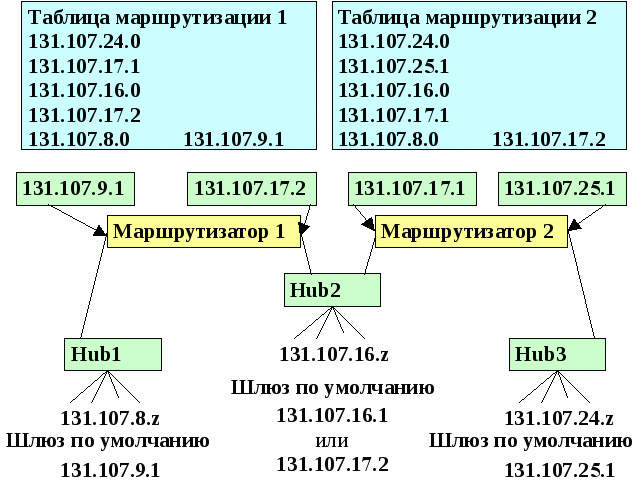 Таблица маршрутизации 1
131.107.24.0
131.107.17.1
131.107.16.0
131.107.17.2
131.107.8.0 131.107.9.1
Таблица маршрутизации 2
131.107.24.0
131.107.25.1
131.107.16.0
131.107.17.1
131.107.8.0 131.107.17.2
131.107.9.1
131.107.17.2
131.107.17.1
131.107.25.1
Маршрутизатор 1
Маршрутизатор 2
Hub2
131.107.16.z
Шлюз по умолчанию
131.107.16.1
или
131.107.17.2
Hub1
131.107.8.z
Шлюз по умолчанию
131.107.9.1
Hub3
131.107.24.z
Шлюз по умолчанию
131.107.25.1